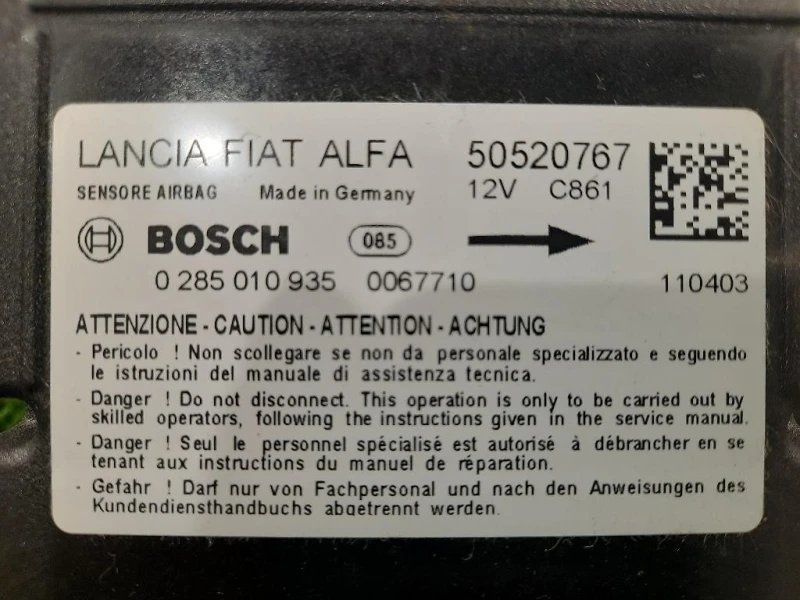 LANCIA FIAT ALFA 50520767
SENSORE AIRBAG Made in Germany 12V C861
BOSCH 085
0 285 010 935 0067710 110403
ATTENZIONE - CAUTION - ATTENTION - ACHTUNG
- Pericolo ! Non scollegare se non da personale specializzato e seguendo
le istruzioni del manuale di assistenza tecnica.
- Danger ! Do not disconnect. This operation is only to be carried out by
skilled operators, following the instructions given in the service manual.
- Danger ! Seul le personnel spécialisé est autorisé à débrancher en se
tenant aux instructions du manuel de réparation.
- Gefahr ! Darf nur von Fachpersonal und nach den Anweisungen des
Kundendiensthandbuchs abgetrennt werden.